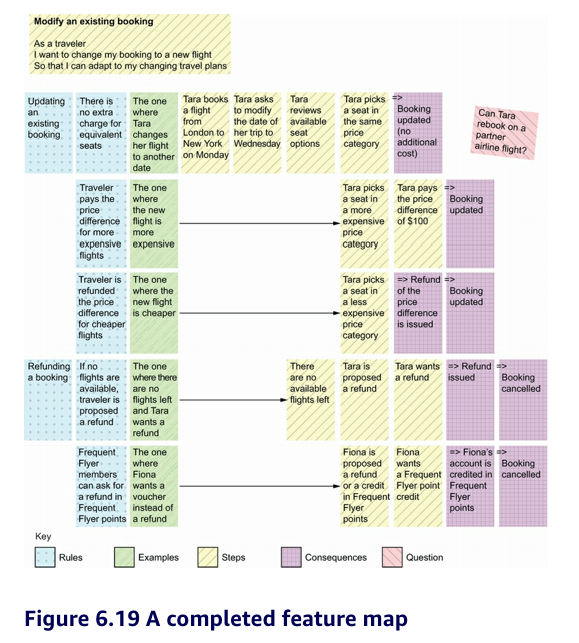 Modify an existing booking
As a traveler
I want to change my booking to a new flight
So that I can adapt to my changing travel plans
Updating
an
existing
booking
There is
no extra
charge for
equivalent
seats
The one
where
Tara
changes
her flight
to another
date
Tara books
a flight
from
London to
New York
on Monday
Tara asks
to modify
the date of
her trip to
Wednesday
Tara
reviews
available
seat
options
Tara picks
a seat in
the same
price
category
=>
Booking
updated
(no
additional
cost)
Can Tara
rebook on a
partner
airline flight?
Traveler
pays the
price
difference
for more
expensive
flights
The one
where
the new
flight is
more
expensive
Tara picks
a seat in
a more
expensive
price
category
Tara pays
the price
difference
of $100
=>
Booking
updated
Traveler is
refunded
the price
difference
for cheaper
flights
The one
where the
new flight
is cheaper
Tara picks
a seat in
a less
expensive
price
category
=> Refund
of the
price
difference
is issued
=>
Booking
updated
Refunding
a booking
If no
flights are
available,
traveler is
proposed
a refund
The one
where there
are no
flights left
and Tara
wants a
refund
There
are no
available
flights left
Tara is
proposed
a refund
Tara wants
a refund
=> Refund
issued
=>
Booking
cancelled
Frequent
Flyer
members
can ask for
a refund in
Frequent
Flyer points
The one
where
Fiona
wants a
voucher
instead of
a refund
Fiona is
proposed
a refund
or a credit
in Frequent
Flyer
points
Fiona
wants
a Frequent
Flyer point
credit
=> Fiona's
account is
credited in
Frequent
Flyer
points
=>
Booking
cancelled
Key
Rules
Examples
Steps
Consequences
Question
Figure 6.19 A completed feature map